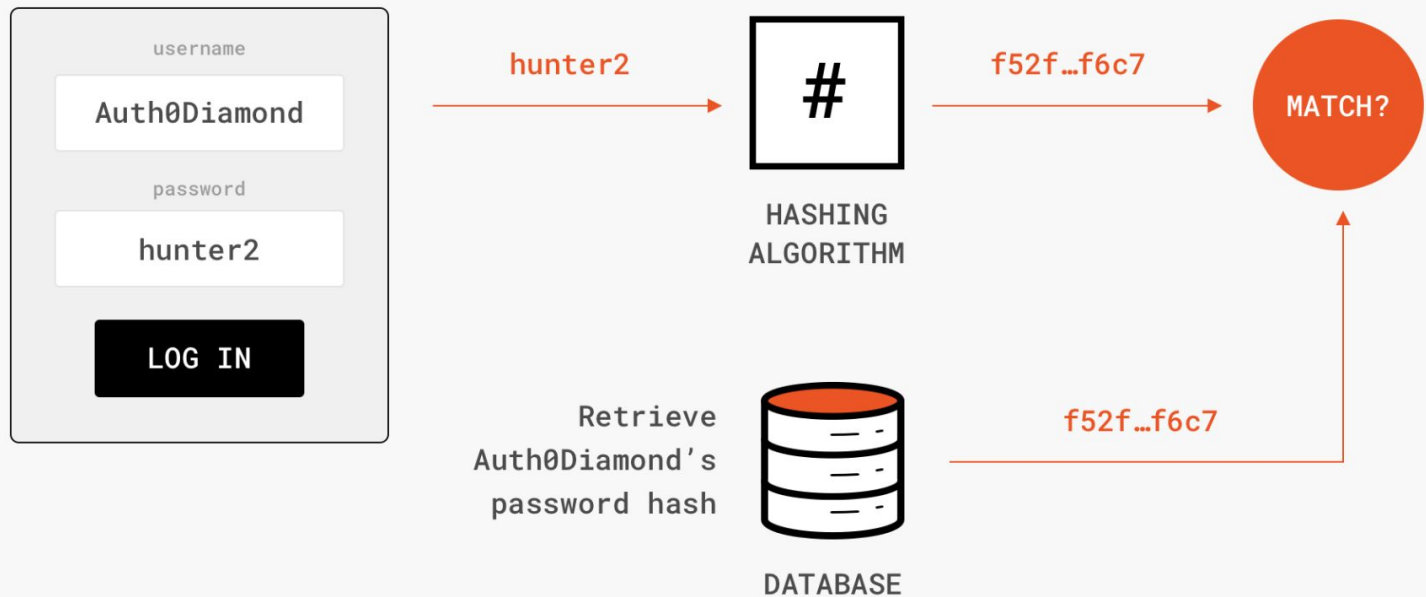 username
Auth0Diamond
password
hunter2
LOG IN
hunter2
#
HASHING
ALGORITHM
f52f…f6c7
MATCH?
Retrieve
Auth0Diamond’s
password hash
DATABASE
f52f…f6c7